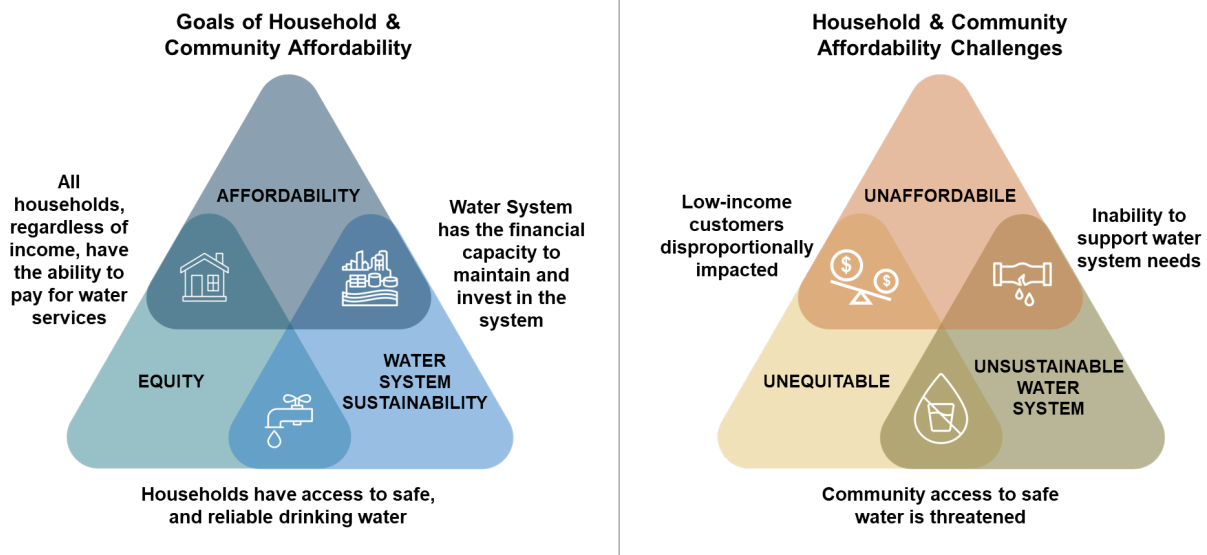 Goals of Household &
Community Affordability
AFFORDABILITY
All
households,
regardless of
income, have
the ability to
pay for water
services
Water System
has the financial
capacity to
maintain and
invest in the
system
EQUITY
WATER
SYSTEM
SUSTAINABILITY
Households have access to safe,
and reliable drinking water
Household & Community
Affordability Challenges
UNAFFORDABILE
Low-income
customers
disproportionally
impacted
$
$
Inability to
support water
system needs
UNEQUITABLE
UNSUSTAINABLE
WATER
SYSTEM
Community access to safe
water is threatened